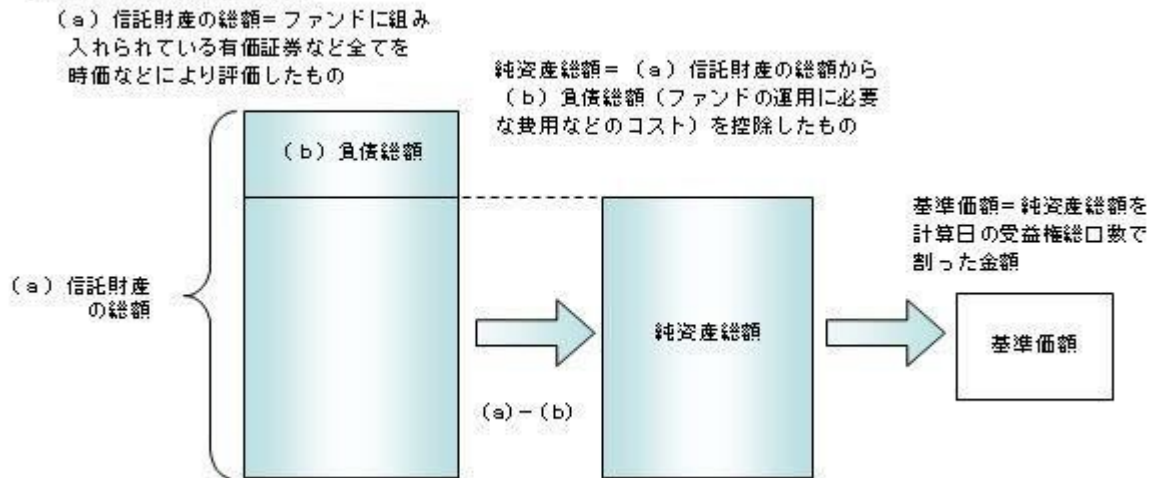 (a)信託財産の総額=ファンドに組み
入れられている有価証券など全てを
時価などにより評価したもの
純資産総額=(a)信託財産の総額から
(b)負債総額(ファンドの運用に必要
な費用などのコスト)を控除したもの
(b)負債総額
基準価額=純資産総額を
計算日の受益権総口数で
割った金額
(a)信託財産
の総額
純資産総額
基準価額
(a)-(b)